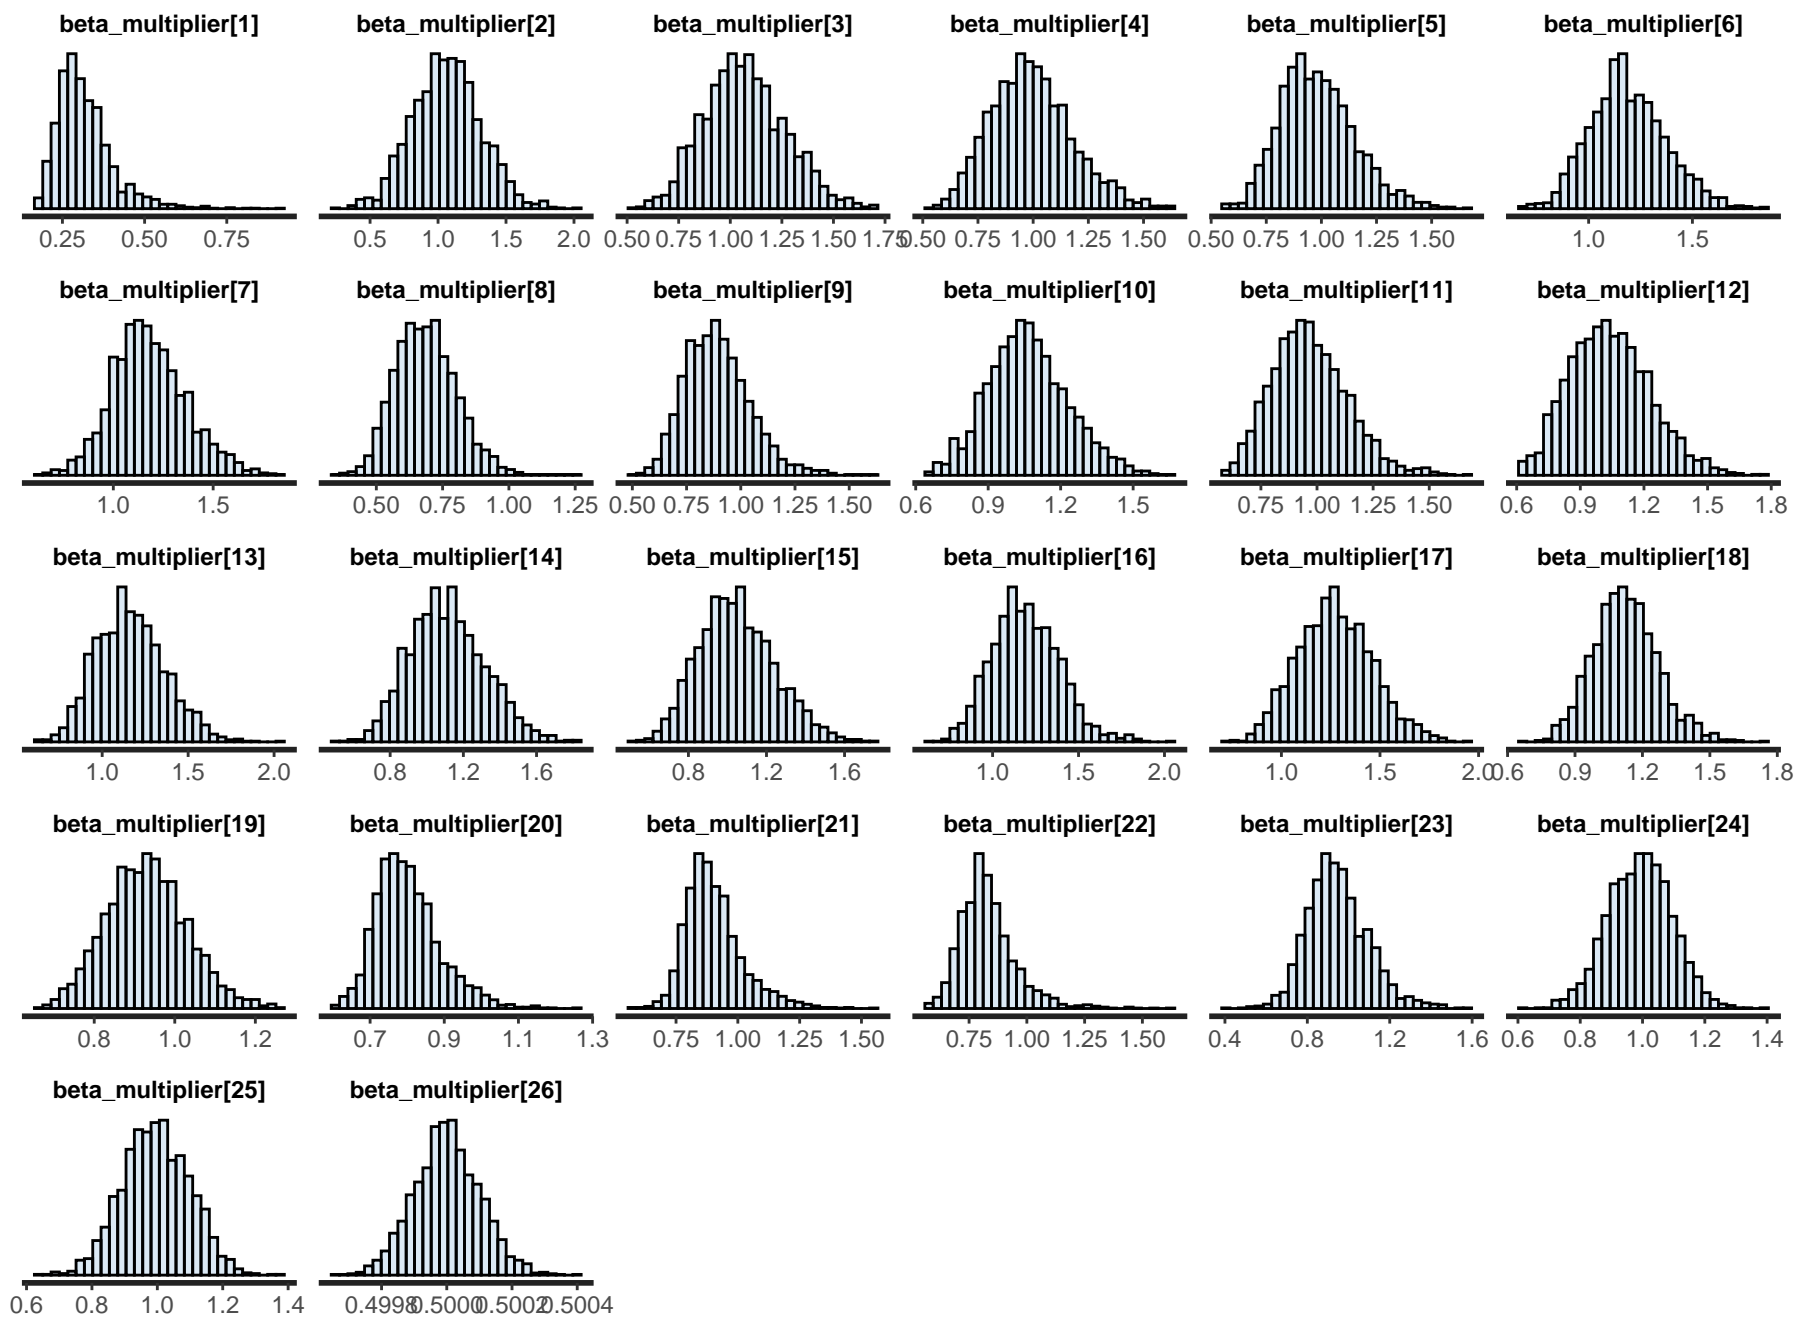 beta_multiplier[1] beta_multiplier[2] beta_multiplier[3] beta_multiplier[4] beta_multiplier[5] beta_multiplier[6]
0.25 0.50 0.75 0.5 1.0 1.5 2.0 0.50 0.75 1.00 1.25 1.50 1.75 0.50 0.75 1.00 1.25 1.50 0.50 0.75 1.00 1.25 1.50 1.0 1.5
beta_multiplier[7] beta_multiplier[8] beta_multiplier[9] beta_multiplier[10] beta_multiplier[11] beta_multiplier[12]
1.0 1.5 0.50 0.75 1.00 1.25 0.50 0.75 1.00 1.25 1.50 0.6 0.9 1.2 1.5 0.75 1.00 1.25 1.50 0.6 0.9 1.2 1.5 1.8
beta_multiplier[13] beta_multiplier[14] beta_multiplier[15] beta_multiplier[16] beta_multiplier[17] beta_multiplier[18]
1.0 1.5 2.0 0.8 1.2 1.6 0.8 1.2 1.6 1.0 1.5 2.0 1.0 1.5 2.0 0.6 0.9 1.2 1.5 1.8
beta_multiplier[19] beta_multiplier[20] beta_multiplier[21] beta_multiplier[22] beta_multiplier[23] beta_multiplier[24]
0.8 1.0 1.2 0.7 0.9 1.1 1.3 0.75 1.00 1.25 1.50 0.75 1.00 1.25 1.50 0.4 0.8 1.2 1.6 0.6 0.8 1.0 1.2 1.4
beta_multiplier[25] beta_multiplier[26]
0.6 0.8 1.0 1.2 1.4 0.4998 0.5000 0.5002 0.5004